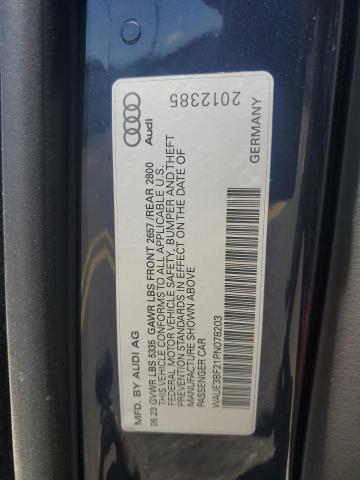 Audi
2012385
MFD. BY AUDI AG
05 23 GVWR LBS 5335 GAWR LBS FRONT 2657 /REAR 2800
THIS VEHICLE CONFORMS TO ALL APPLICABLE U.S.
FEDERAL MOTOR VEHICLE SAFETY, BUMPER AND THEFT
PREVENTION STANDARDS IN EFFECT ON THE DATE OF
MANUFACTURE SHOWN ABOVE
PASSENGER CAR
WAUE3BF21PN078203
GERMANY